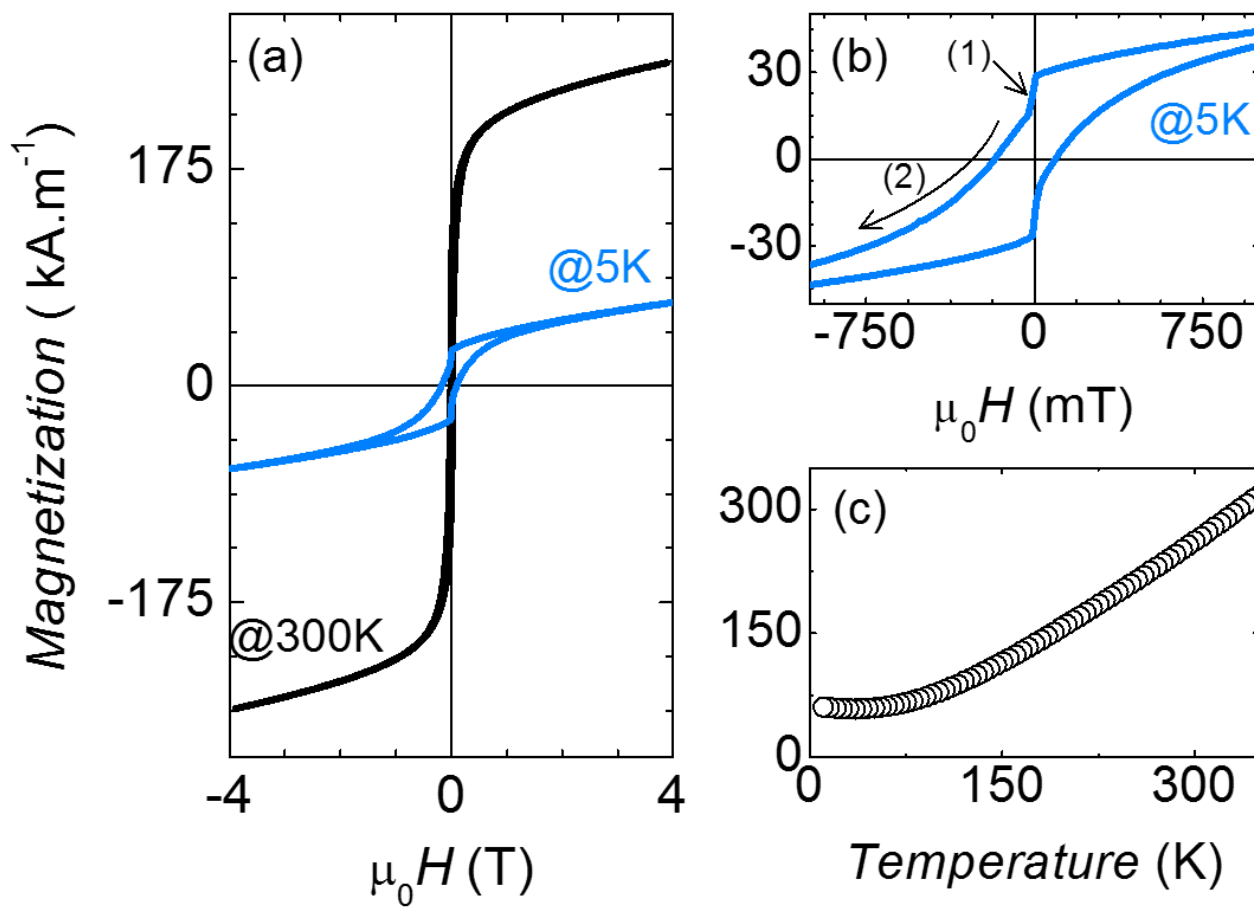 Magnetization ( kA.m⁻¹)
(a)
175
0
-175
@5K
@300K
-4
0
4
μ₀H (T)
(b)
(1)
(2)
@5K
30
0
-30
-750
0
750
μ₀H (mT)
(c)
300
150
0
0
150
300
Temperature (K)